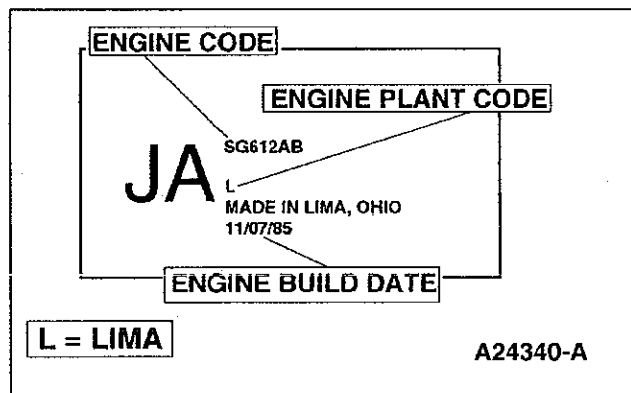 ENGINE CODE
ENGINE PLANT CODE
SG612AB
JA
L
MADE IN LIMA, OHIO
11/07/85
ENGINE BUILD DATE
L = LIMA
A24340-A